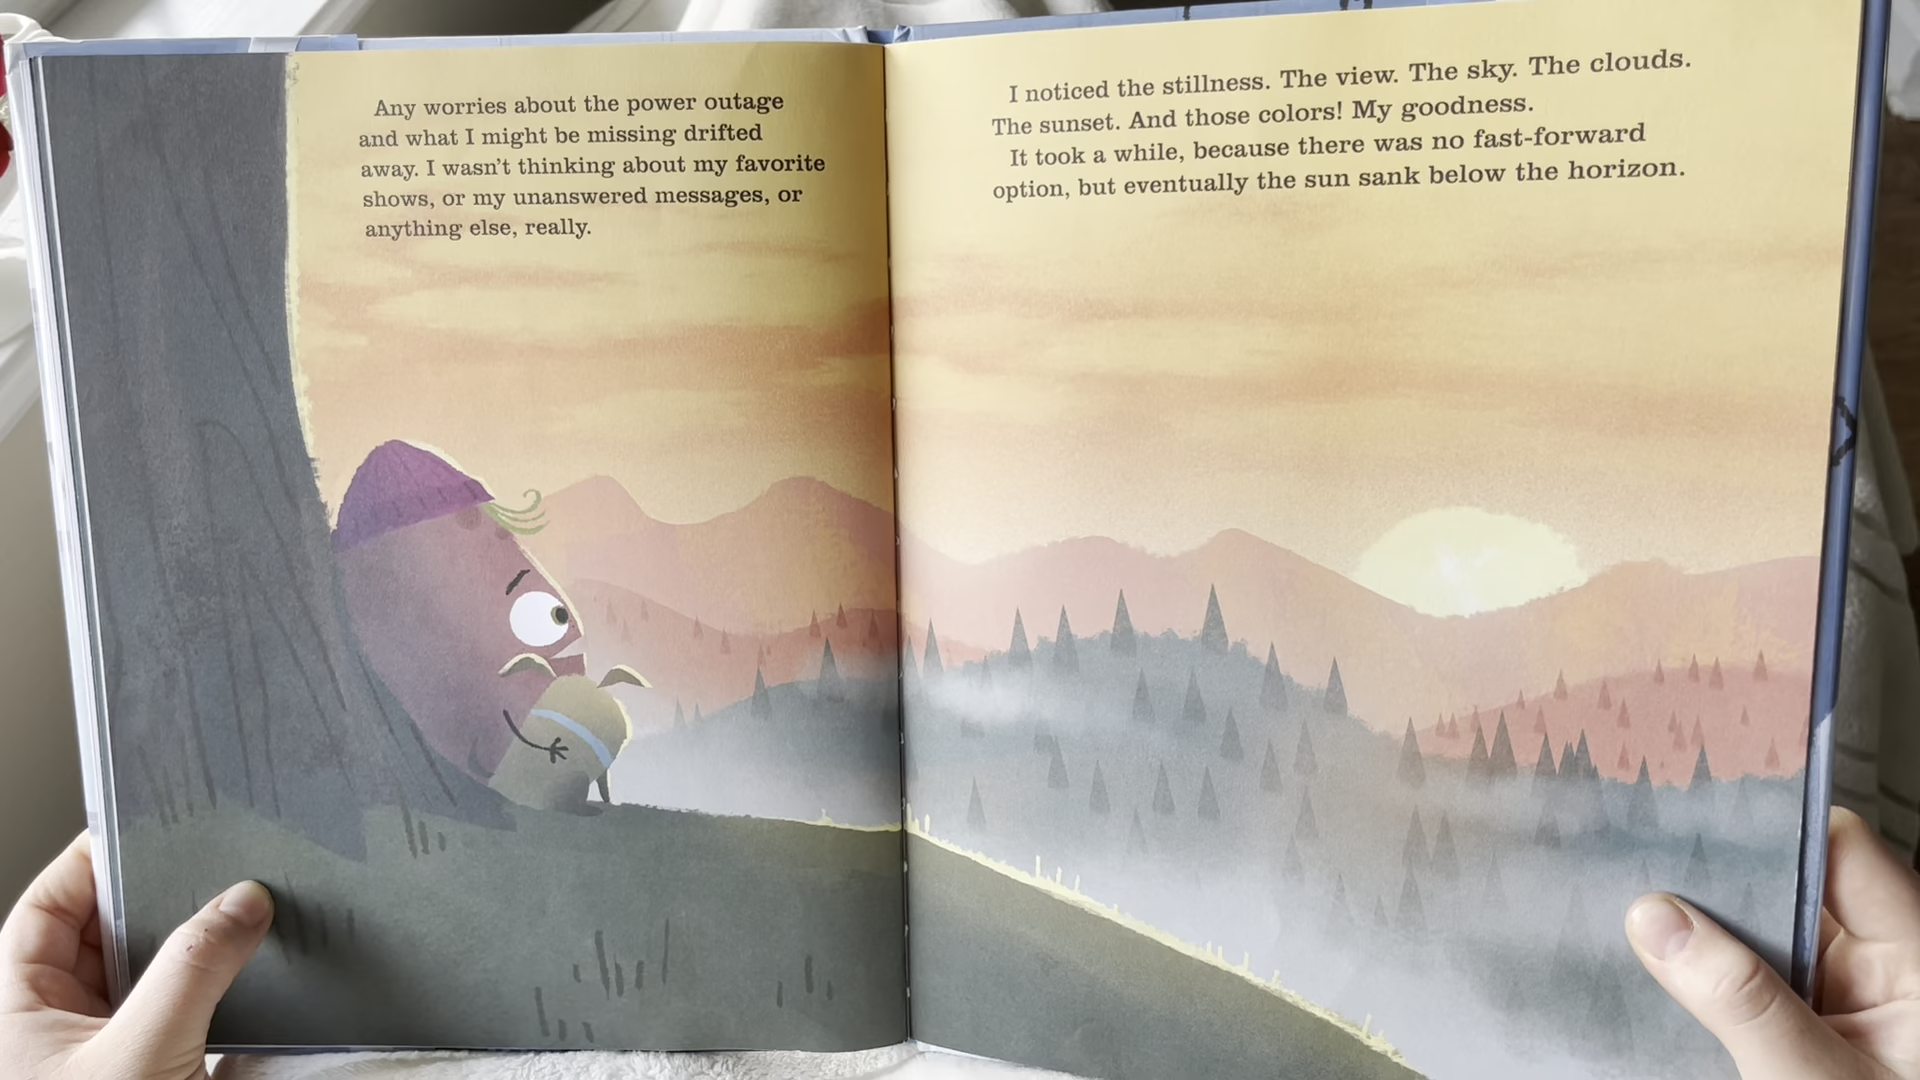 Any worries about the power outage
and what I might be missing drifted
away. I wasn't thinking about my favorite
shows, or my unanswered messages, or
anything else, really.
I noticed the stillness. The view. The sky. The clouds.
The sunset. And those colors! My goodness.
It took a while, because there was no fast-forward
option, but eventually the sun sank below the horizon.